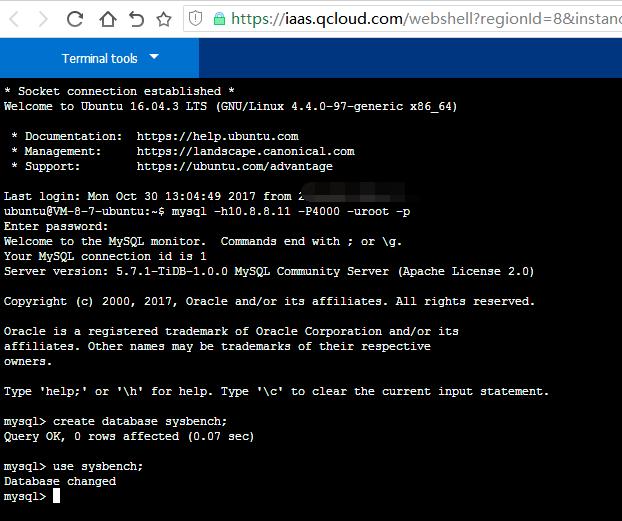 https://iaas.qcloud.com/webshell?regionId=8&instanc
Terminal tools
* Socket connection established *
Welcome to Ubuntu 16.04.3 LTS (GNU/Linux 4.4.0-97-generic x86_64)
* Documentation:  https://help.ubuntu.com
* Management:     https://landscape.canonical.com
* Support:        https://ubuntu.com/advantage
Last login: Mon Oct 30 13:04:49 2017 from 2
ubuntu@VM-8-7-ubuntu:~$ mysql -h10.8.8.11 -P4000 -uroot -p
Enter password:
Welcome to the MySQL monitor.  Commands end with ; or \g.
Your MySQL connection id is 1
Server version: 5.7.1-TiDB-1.0.0 MySQL Community Server (Apache License 2.0)
Copyright (c) 2000, 2017, Oracle and/or its affiliates. All rights reserved.
Oracle is a registered trademark of Oracle Corporation and/or its
affiliates. Other names may be trademarks of their respective
owners.
Type 'help;' or '\h' for help. Type '\c' to clear the current input statement.
mysql> create database sysbench;
Query OK, 0 rows affected (0.07 sec)
mysql> use sysbench;
Database changed
mysql>